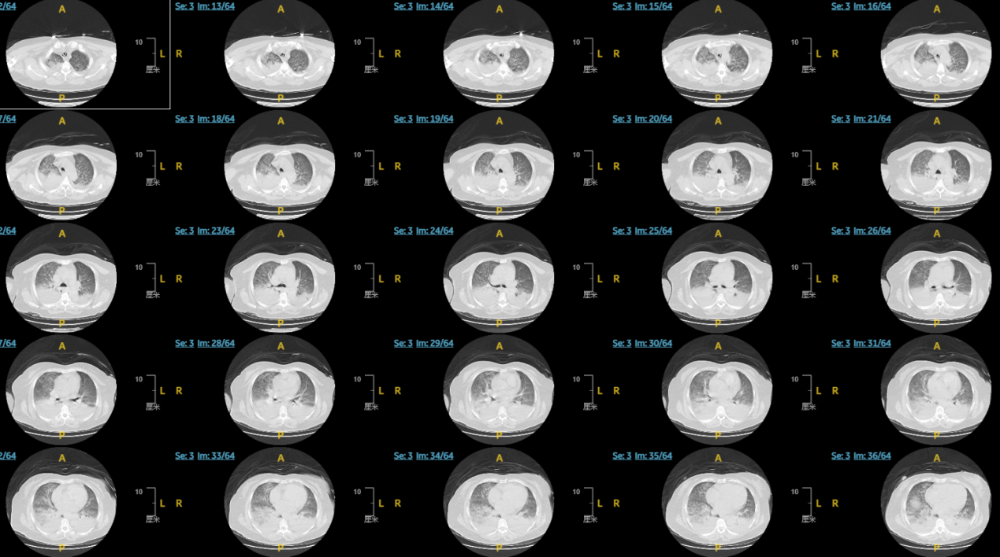 2/64 A 10 L 厘米 P
Se: 3 Im: 13/64 A R 10 L 厘米 P
Se: 3 Im: 14/64 A R 10 L 厘米 P
Se: 3 Im: 15/64 A R 10 L 厘米 P
Se: 3 Im: 16/64 A R P
7/64 A 10 L 厘米 P
Se: 3 Im: 18/64 A R 10 L 厘米 P
Se: 3 Im: 19/64 A R 10 L 厘米 P
Se: 3 Im: 20/64 A R 10 L 厘米 P
Se: 3 Im: 21/64 A R P
2/64 A 10 L 厘米 P
Se: 3 Im: 23/64 A R 10 L 厘米 P
Se: 3 Im: 24/64 A R 10 L 厘米 P
Se: 3 Im: 25/64 A R 10 L 厘米 P
Se: 3 Im: 26/64 A R P
7/64 A 10 L 厘米 P
Se: 3 Im: 28/64 A R 10 L 厘米 P
Se: 3 Im: 29/64 A R 10 L 厘米 P
Se: 3 Im: 30/64 A R 10 L 厘米 P
Se: 3 Im: 31/64 A R P
2/64 A 10 L 厘米 P
Se: 3 Im: 33/64 A R 10 L 厘米 P
Se: 3 Im: 34/64 A R 10 L 厘米 P
Se: 3 Im: 35/64 A R 10 L 厘米 P
Se: 3 Im: 36/64 A R P